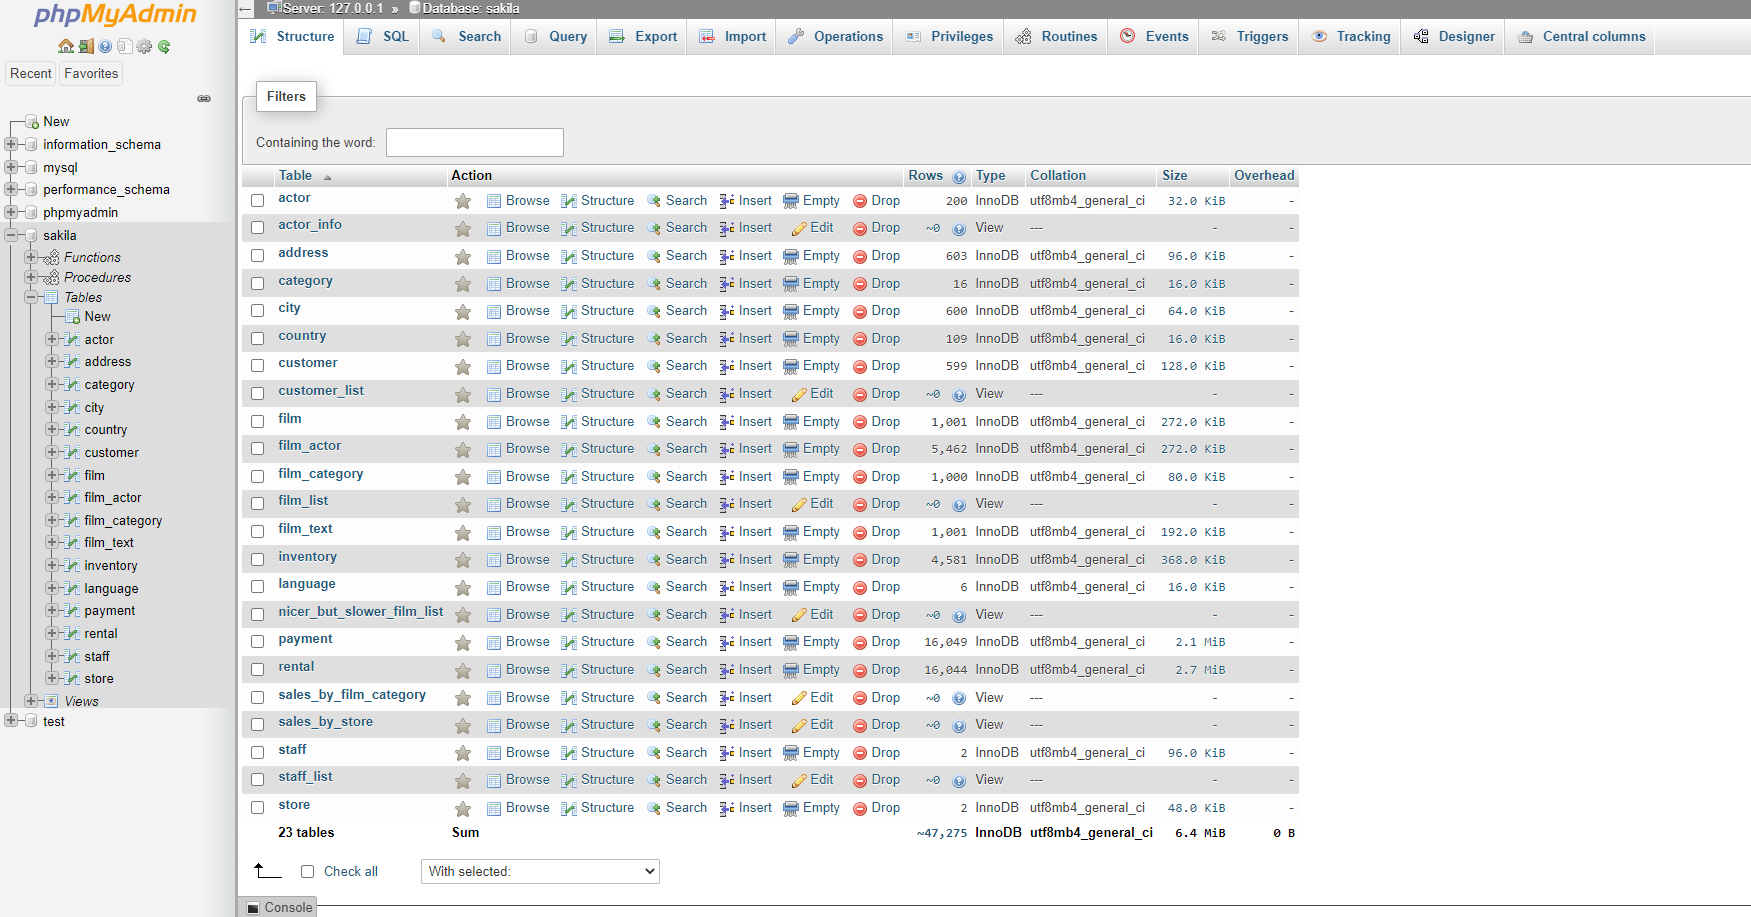 phpMyAdmin
Recent Favorites
New
information_schema
mysql
performance_schema
phpmyadmin
sakila
Functions
Procedures
Tables
New
actor
address
category
city
country
customer
film
film_actor
film_category
film_text
inventory
language
payment
rental
staff
store
Views
test
Server: 127.0.0.1 » Database: sakila
Structure SQL Search Query Export Import Operations Privileges Routines Events Triggers Tracking Designer Central columns
Filters
Containing the word:
Table Action Rows Type Collation Size Overhead
actor Browse Structure Search Insert Empty Drop 200 InnoDB utf8mb4_general_ci 32.0 KiB -
actor_info Browse Structure Search Insert Edit Drop ~0 View --- - -
address Browse Structure Search Insert Empty Drop 603 InnoDB utf8mb4_general_ci 96.0 KiB -
category Browse Structure Search Insert Empty Drop 16 InnoDB utf8mb4_general_ci 16.0 KiB -
city Browse Structure Search Insert Empty Drop 600 InnoDB utf8mb4_general_ci 64.0 KiB -
country Browse Structure Search Insert Empty Drop 109 InnoDB utf8mb4_general_ci 16.0 KiB -
customer Browse Structure Search Insert Empty Drop 599 InnoDB utf8mb4_general_ci 128.0 KiB -
customer_list Browse Structure Search Insert Edit Drop ~0 View --- - -
film Browse Structure Search Insert Empty Drop 1,001 InnoDB utf8mb4_general_ci 272.0 KiB -
film_actor Browse Structure Search Insert Empty Drop 5,462 InnoDB utf8mb4_general_ci 272.0 KiB -
film_category Browse Structure Search Insert Empty Drop 1,000 InnoDB utf8mb4_general_ci 80.0 KiB -
film_list Browse Structure Search Insert Edit Drop ~0 View --- - -
film_text Browse Structure Search Insert Empty Drop 1,001 InnoDB utf8mb4_general_ci 192.0 KiB -
inventory Browse Structure Search Insert Empty Drop 4,581 InnoDB utf8mb4_general_ci 368.0 KiB -
language Browse Structure Search Insert Empty Drop 6 InnoDB utf8mb4_general_ci 16.0 KiB -
nicer_but_slower_film_list Browse Structure Search Insert Edit Drop ~0 View --- - -
payment Browse Structure Search Insert Empty Drop 16,049 InnoDB utf8mb4_general_ci 2.1 MiB -
rental Browse Structure Search Insert Empty Drop 16,044 InnoDB utf8mb4_general_ci 2.7 MiB -
sales_by_film_category Browse Structure Search Insert Edit Drop ~0 View --- - -
sales_by_store Browse Structure Search Insert Edit Drop ~0 View --- - -
staff Browse Structure Search Insert Empty Drop 2 InnoDB utf8mb4_general_ci 96.0 KiB -
staff_list Browse Structure Search Insert Edit Drop ~0 View --- - -
store Browse Structure Search Insert Empty Drop 2 InnoDB utf8mb4_general_ci 48.0 KiB -
23 tables Sum ~47,275 InnoDB utf8mb4_general_ci 6.4 MiB 0 B
Check all With selected:
Console